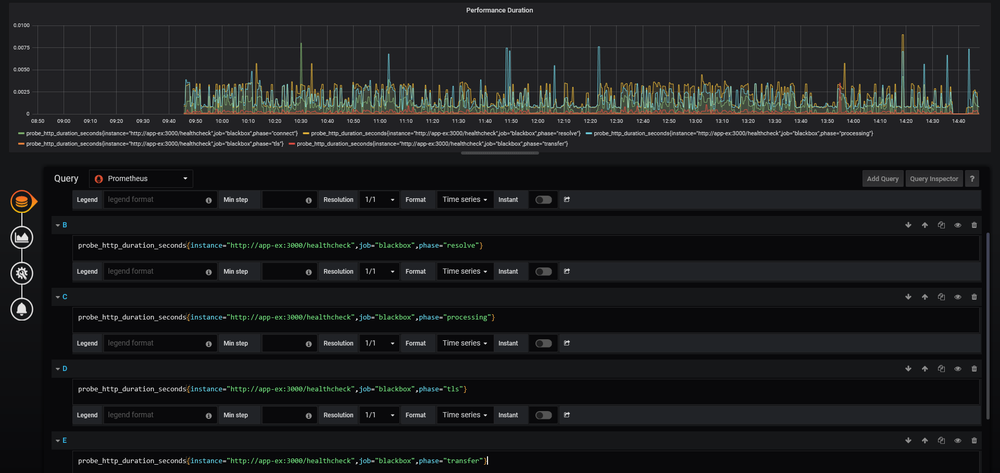 Performance Duration
0.0100
0.0075
0.0050
0.0025
0
08:50 09:00 09:10 09:20 09:30 09:40 09:50 10:00 10:10 10:20 10:30 10:40 10:50 11:00 11:10 11:20 11:30 11:40 11:50 12:00 12:10 12:20 12:30 12:40 12:50 13:00 13:10 13:20 13:30 13:40 13:50 14:00 14:10 14:20 14:30 14:40
probe_http_duration_seconds{instance="http://app-ex:3000/healthcheck",job="blackbox",phase="connect"} probe_http_duration_seconds{instance="http://app-ex:3000/healthcheck",job="blackbox",phase="resolve"} probe_http_duration_seconds{instance="http://app-ex:3000/healthcheck",job="blackbox",phase="processing"}
probe_http_duration_seconds{instance="http://app-ex:3000/healthcheck",job="blackbox",phase="tls"} probe_http_duration_seconds{instance="http://app-ex:3000/healthcheck",job="blackbox",phase="transfer"}
Query Prometheus Add Query Query Inspector ?
Legend legend format Min step Resolution 1/1 Format Time series Instant
B
probe_http_duration_seconds{instance="http://app-ex:3000/healthcheck",job="blackbox",phase="resolve"}
Legend legend format Min step Resolution 1/1 Format Time series Instant
C
probe_http_duration_seconds{instance="http://app-ex:3000/healthcheck",job="blackbox",phase="processing"}
Legend legend format Min step Resolution 1/1 Format Time series Instant
D
probe_http_duration_seconds{instance="http://app-ex:3000/healthcheck",job="blackbox",phase="tls"}
Legend legend format Min step Resolution 1/1 Format Time series Instant
E
probe_http_duration_seconds{instance="http://app-ex:3000/healthcheck",job="blackbox",phase="transfer"}